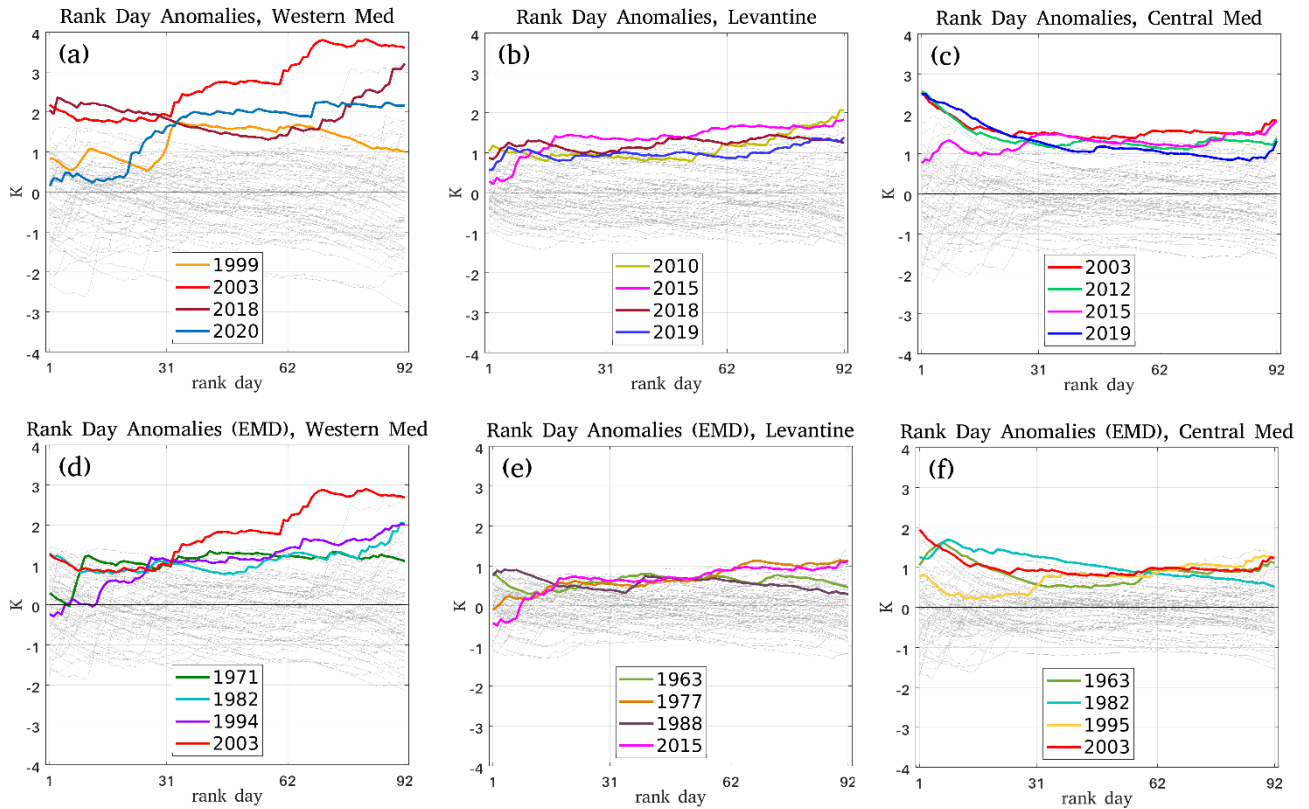 Rank Day Anomalies, Western Med
(a)
4
3
2
1
0
-1
-2
-3
-4
K
1999
2003
2018
2020
1 31 62 92
rank day
Rank Day Anomalies, Levantine
(b)
4
3
2
1
0
-1
-2
-3
-4
K
2010
2015
2018
2019
1 31 62 92
rank day
Rank Day Anomalies, Central Med
(c)
4
3
2
1
0
-1
-2
-3
-4
K
2003
2012
2015
2019
1 31 62 92
rank day
Rank Day Anomalies (EMD), Western Med
(d)
4
3
2
1
0
-1
-2
-3
-4
K
1971
1982
1994
2003
1 31 62 92
rank day
Rank Day Anomalies (EMD), Levantine
(e)
4
3
2
1
0
-1
-2
-3
-4
K
1963
1977
1988
2015
1 31 62 92
rank day
Rank Day Anomalies (EMD), Central Med
(f)
4
3
2
1
0
-1
-2
-3
-4
K
1963
1982
1995
2003
1 31 62 92
rank day